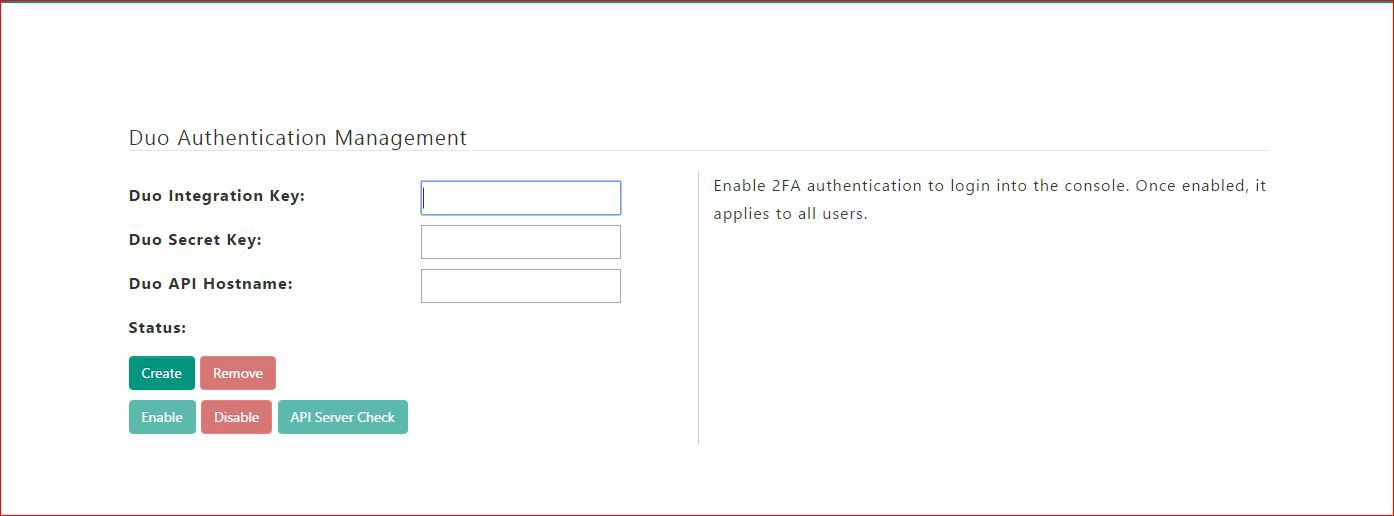 Duo Authentication Management
Duo Integration Key:
Duo Secret Key:
Duo API Hostname:
Status:
Create Remove
Enable Disable API Server Check
Enable 2FA authentication to login into the console. Once enabled, it
applies to all users.